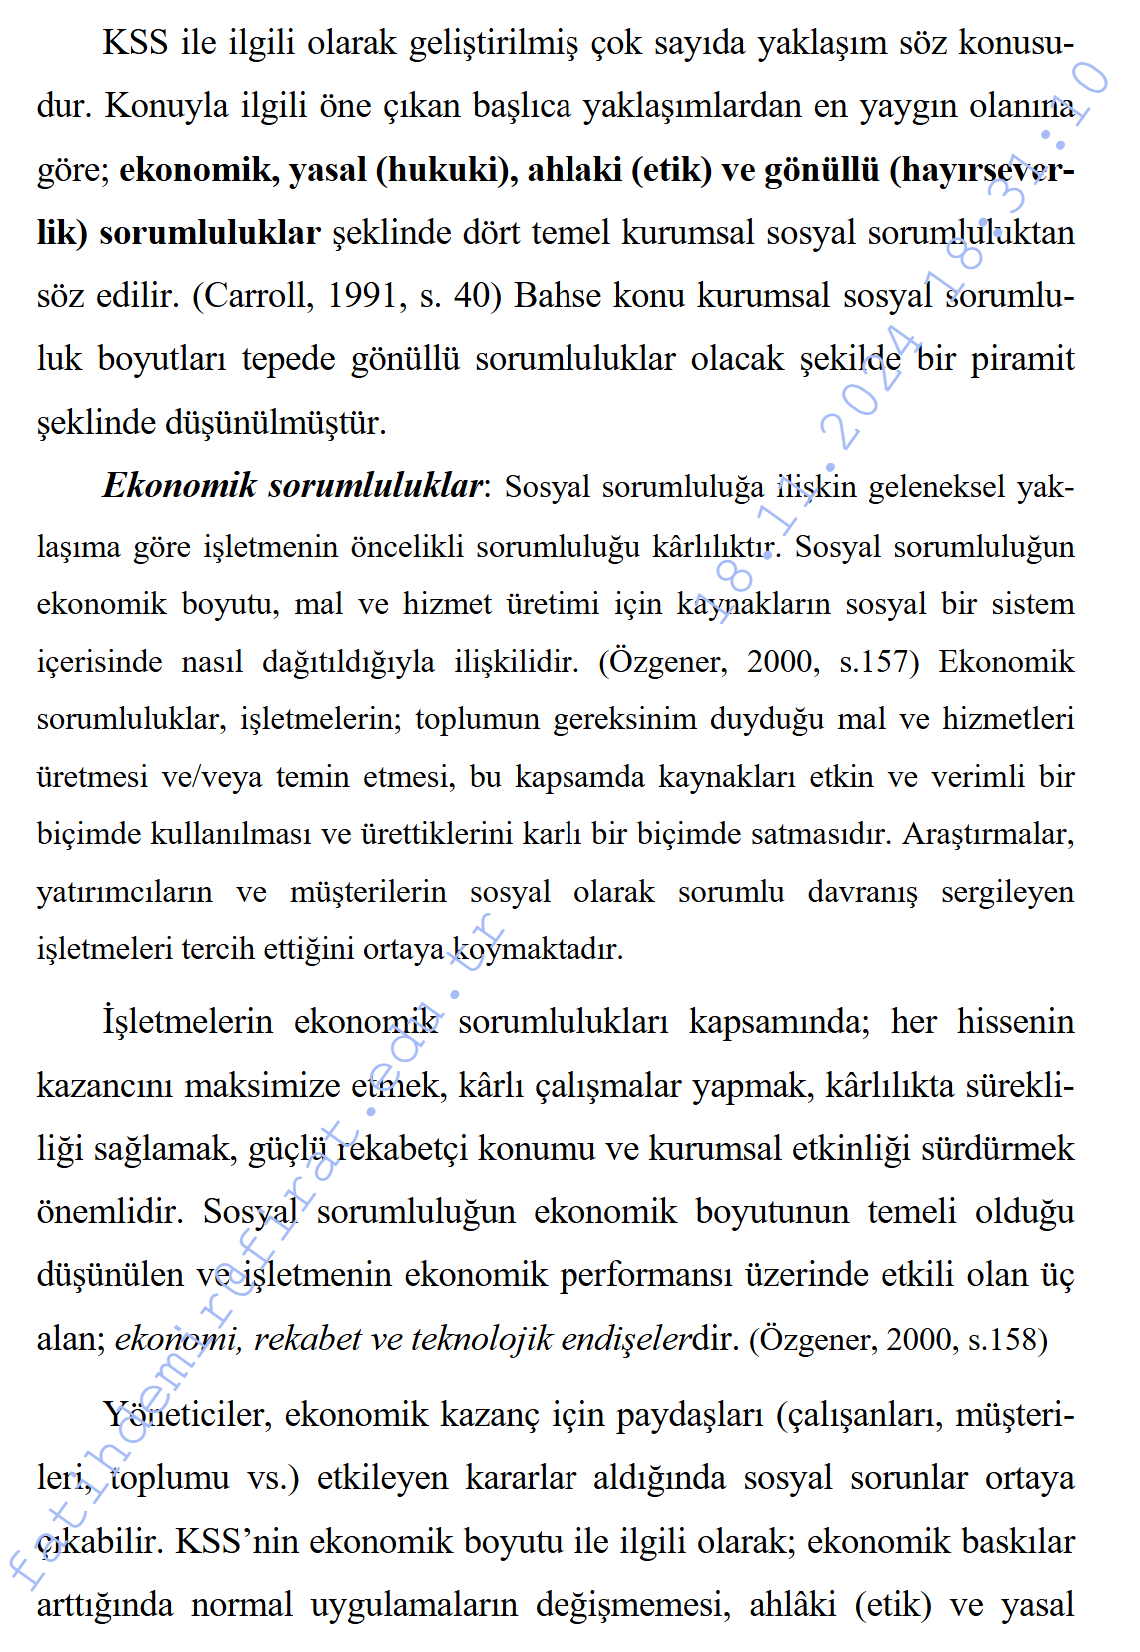 KSS ile ilgili olarak geliştirilmiş çok sayıda yaklaşım söz konusu-
dur. Konuyla ilgili öne çıkan başlıca yaklaşımlardan en yaygın olanına
göre; ekonomik, yasal (hukuki), ahlaki (etik) ve gönüllü (hayırsever-
lik) sorumluluklar şeklinde dört temel kurumsal sosyal sorumluluktan
söz edilir. (Carroll, 1991, s. 40) Bahse konu kurumsal sosyal sorumlu-
luk boyutları tepede gönüllü sorumluluklar olacak şekilde bir piramit
şeklinde düşünülmüştür.
Ekonomik sorumluluklar: Sosyal sorumluluğa ilişkin geleneksel yak-
laşıma göre işletmenin öncelikli sorumluluğu kârlılıktır. Sosyal sorumluluğun
ekonomik boyutu, mal ve hizmet üretimi için kaynakların sosyal bir sistem
içerisinde nasıl dağıtıldığıyla ilişkilidir. (Özgener, 2000, s.157) Ekonomik
sorumluluklar, işletmelerin; toplumun gereksinim duyduğu mal ve hizmetleri
üretmesi ve/veya temin etmesi, bu kapsamda kaynakları etkin ve verimli bir
biçimde kullanılması ve ürettiklerini karlı bir biçimde satmasıdır. Araştırmalar,
yatırımcıların ve müşterilerin sosyal olarak sorumlu davranış sergileyen
işletmeleri tercih ettiğini ortaya koymaktadır.
İşletmelerin ekonomik sorumlulukları kapsamında; her hissenin
kazancını maksimize etmek, kârlı çalışmalar yapmak, kârlılıkta sürekli-
liği sağlamak, güçlü rekabetçi konumu ve kurumsal etkinliği sürdürmek
önemlidir. Sosyal sorumluluğun ekonomik boyutunun temeli olduğu
düşünülen ve işletmenin ekonomik performansı üzerinde etkili olan üç
alan; ekonomi, rekabet ve teknolojik endişelerdir. (Özgener, 2000, s.158)
Yöneticiler, ekonomik kazanç için paydaşları (çalışanları, müşteri-
leri, toplumu vs.) etkileyen kararlar aldığında sosyal sorunlar ortaya
çıkabilir. KSS’nin ekonomik boyutu ile ilgili olarak; ekonomik baskılar
arttığında normal uygulamaların değişmemesi, ahlâki (etik) ve yasal
fatihdemir@firat.edu.tr
18.11.2024 18:31:10